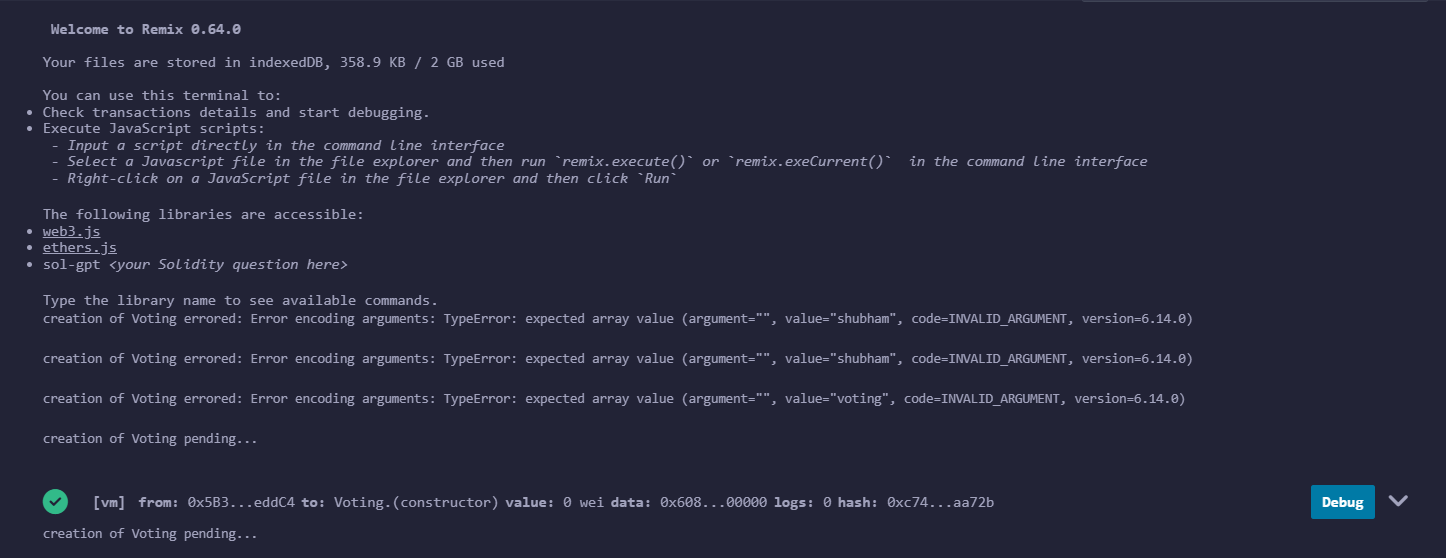 Welcome to Remix 0.64.0
Your files are stored in indexedDB, 358.9 KB / 2 GB used
You can use this terminal to:
• Check transactions details and start debugging.
• Execute JavaScript scripts:
- Input a script directly in the command line interface
- Select a Javascript file in the file explorer and then run `remix.execute()` or `remix.exeCurrent()`  in the command line interface
- Right-click on a JavaScript file in the file explorer and then click `Run`
The following libraries are accessible:
• web3.js
• ethers.js
• sol-gpt <your Solidity question here>
Type the library name to see available commands.
creation of Voting errored: Error encoding arguments: TypeError: expected array value (argument="", value="shubham", code=INVALID_ARGUMENT, version=6.14.0)
creation of Voting errored: Error encoding arguments: TypeError: expected array value (argument="", value="shubham", code=INVALID_ARGUMENT, version=6.14.0)
creation of Voting errored: Error encoding arguments: TypeError: expected array value (argument="", value="voting", code=INVALID_ARGUMENT, version=6.14.0)
creation of Voting pending...
[vm] from: 0x5B3...eddC4 to: Voting.(constructor) value: 0 wei data: 0x608...00000 logs: 0 hash: 0xc74...aa72b Debug
creation of Voting pending...